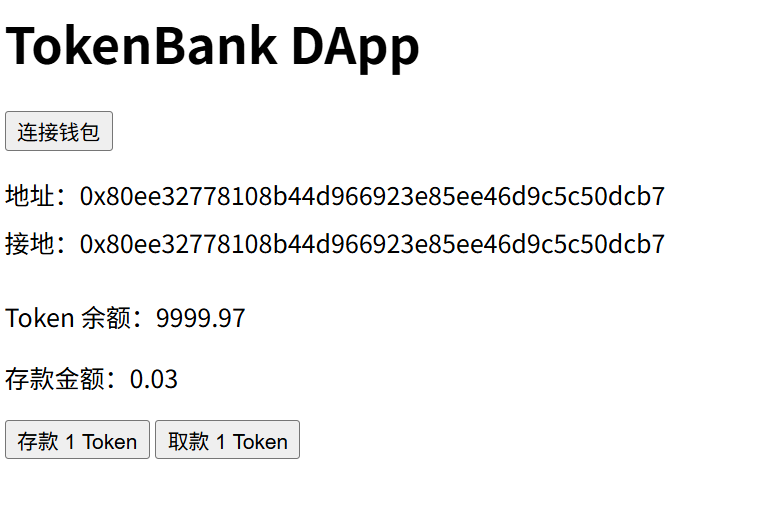 TokenBank DApp
连接钱包
地址：0x80ee32778108b44d966923e85ee46d9c5c50dcb7
接地：0x80ee32778108b44d966923e85ee46d9c5c50dcb7
Token 余额：9999.97
存款金额：0.03
存款 1 Token 取款 1 Token